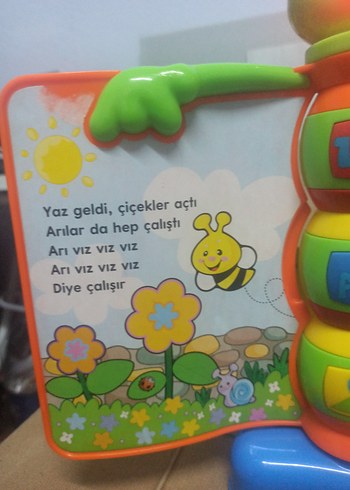 Yaz geldi, çiçekler açtı
Arılar da hep çalıştı
Arı vız vız vız
Arı vız vız vız
Diye çalışır